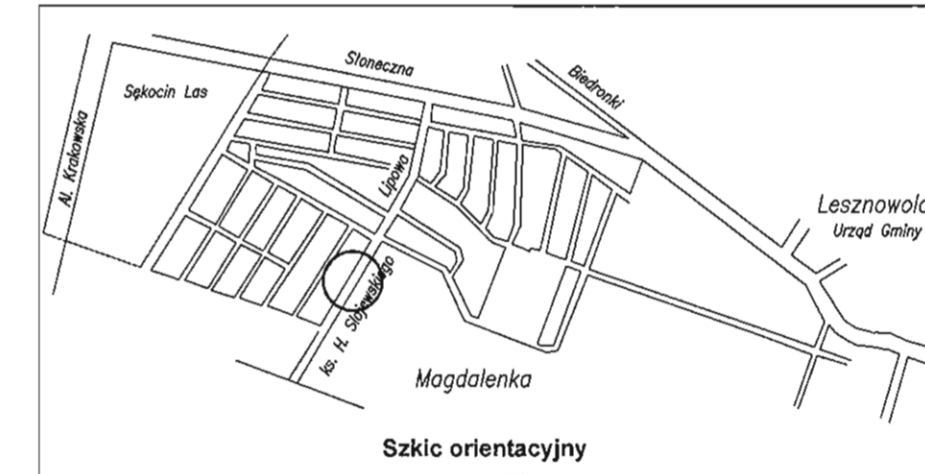 Słoneczna
Biedronki
Sękocin Las
Al. Krakowska
Lipowa
Lesznowola
Urząd Gminy
ks. H. Słojewskiego
Magdalenka
Szkic orientacyjny